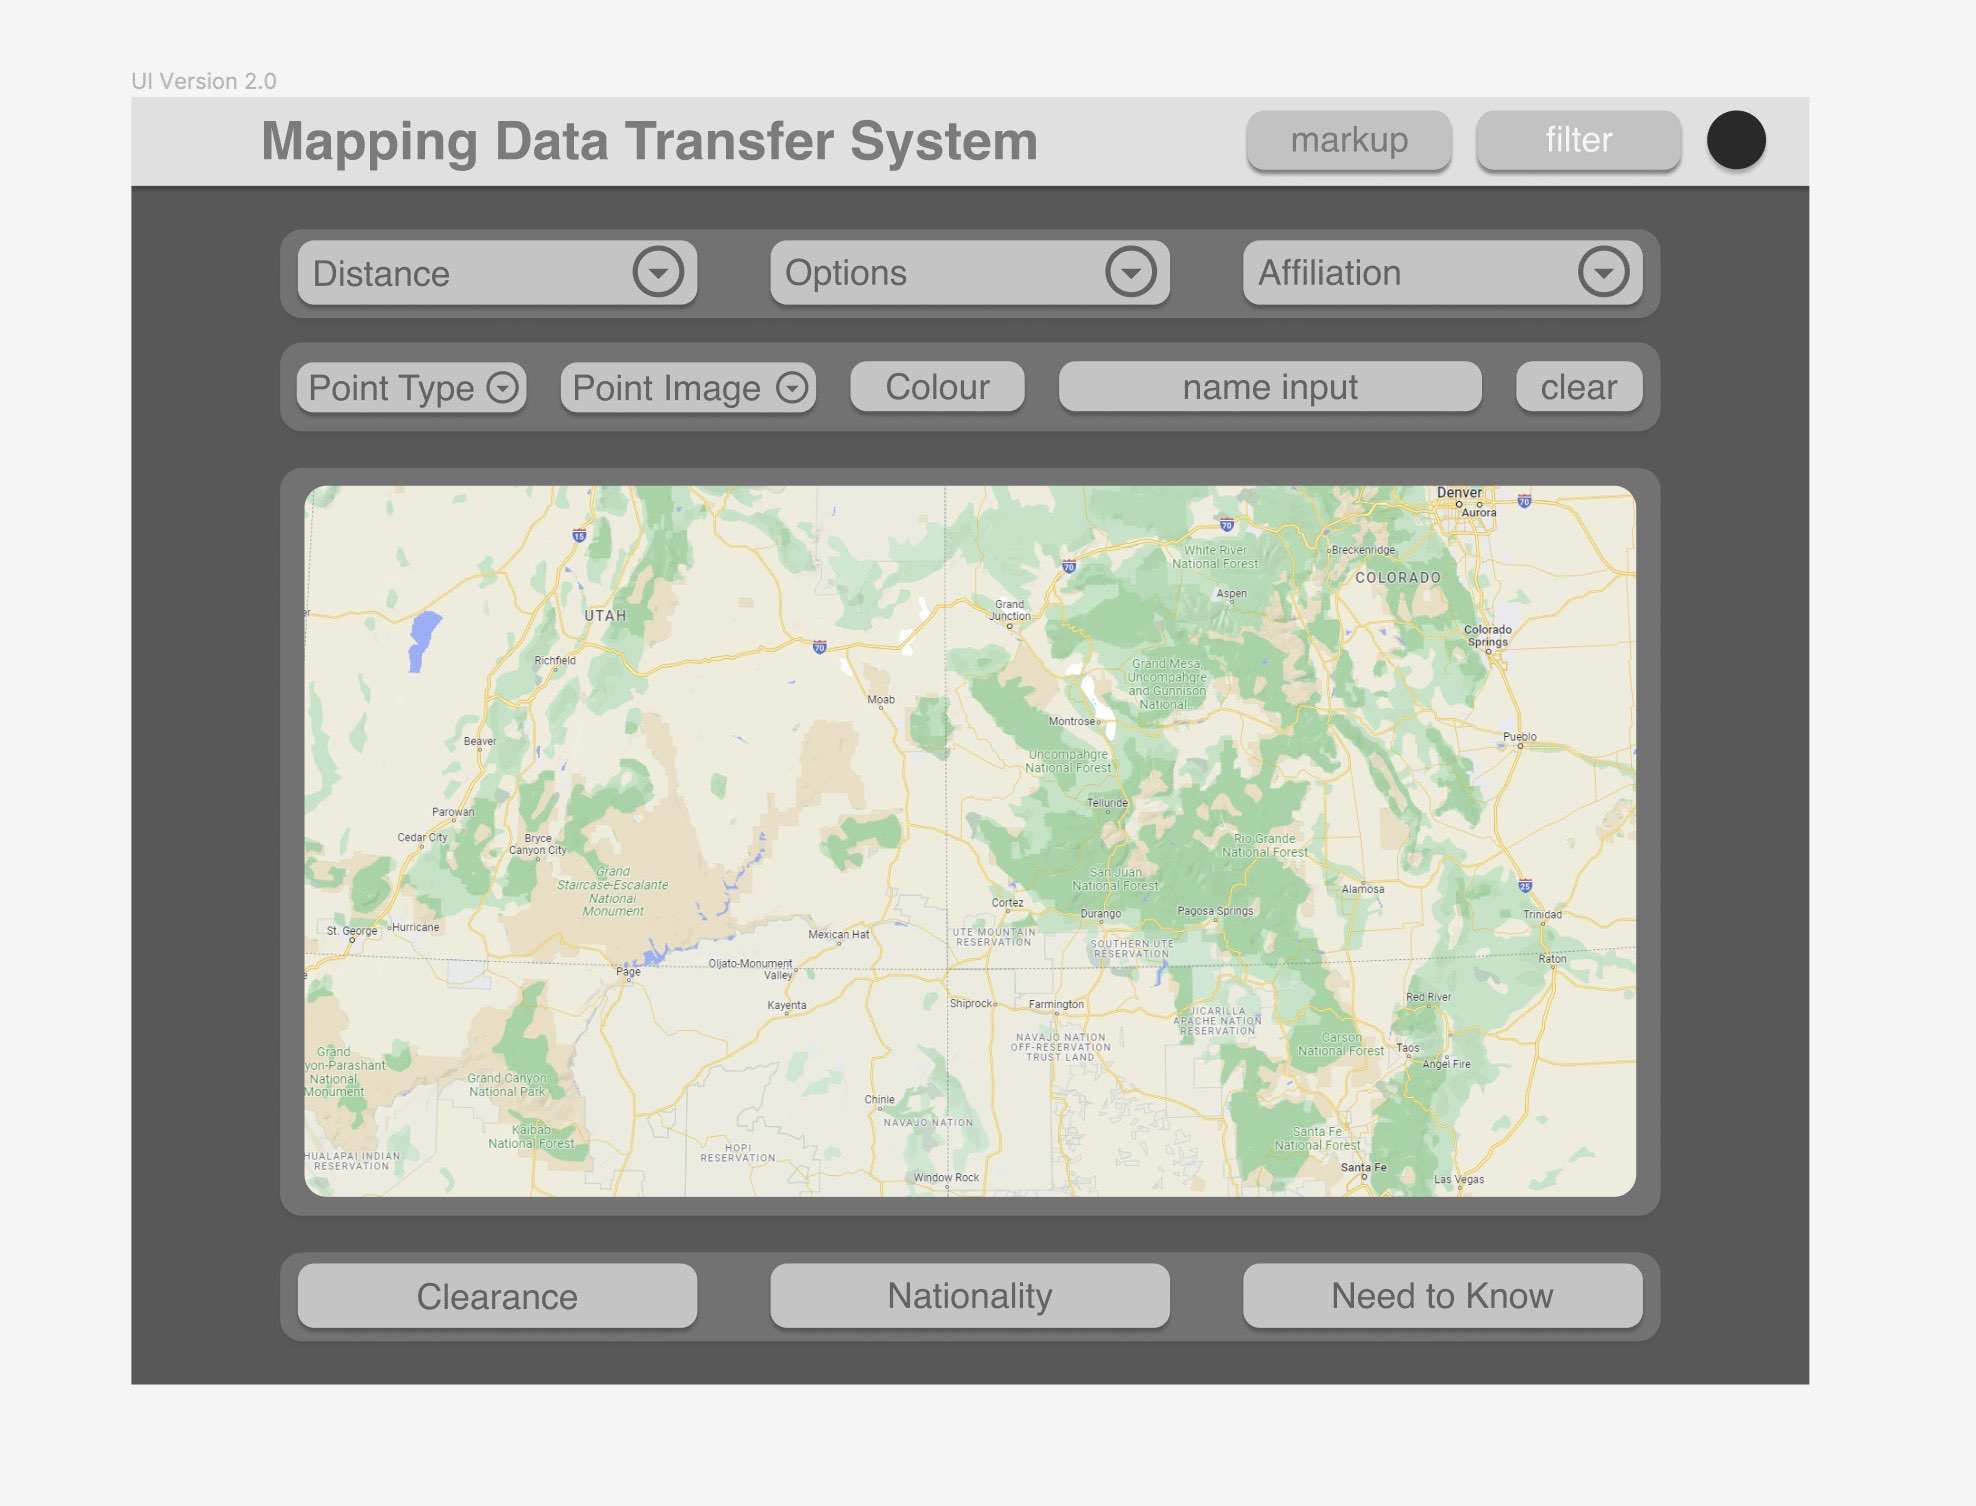 UI Version 2.0
Mapping Data Transfer System
markup
filter
Distance
Options
Affiliation
Point Type
Point Image
Colour
name input
clear
Denver
70
Aurora
15
70
Breckenridge
70
White River
National Forest
COLORADO
Aspen
UTAH
Grand
Junction
Colorado
Springs
70
Richfield
Grand Mesa,
Uncompahgre
and Gunnison
National...
Moab
Montrose
Beaver
Pueblo
Uncompahgre
National Forest
Telluride
Parowan
Cedar City
Bryce
Canyon City
Rio Grande
National Forest
Grand
Staircase-Escalante
National
Monument
San Juan
National Forest
Alamosa
25
Cortez
Durango
Pagosa Springs
Trinidad
St. George
Hurricane
Mexican Hat
UTE MOUNTAIN
RESERVATION
SOUTHERN UTE
RESERVATION
Raton
Page
Oljato-Monument
Valley
Kayenta
Shiprock
Farmington
Red River
JICARILLA
APACHE NATION
RESERVATION
NAVAJO NATION
OFF-RESERVATION
TRUST LAND
Carson
National Forest
Taos
Angel Fire
Grand
yon-Parashant
National
Monument
Grand Canyon
National Park
Chinle
NAVAJO NATION
Kaibab
National Forest
Santa Fe
National Forest
HOPI
RESERVATION
HUALAPAI INDIAN
RESERVATION
Window Rock
Santa Fe
Las Vegas
Clearance
Nationality
Need to Know